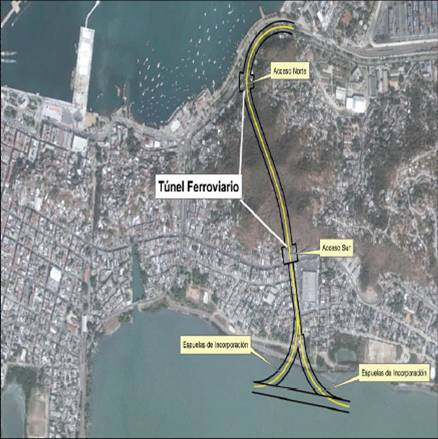 Acceso Norte
Túnel Ferroviario
Acceso Sur
Espuelas de Incorporación
Espuelas de Incorporación